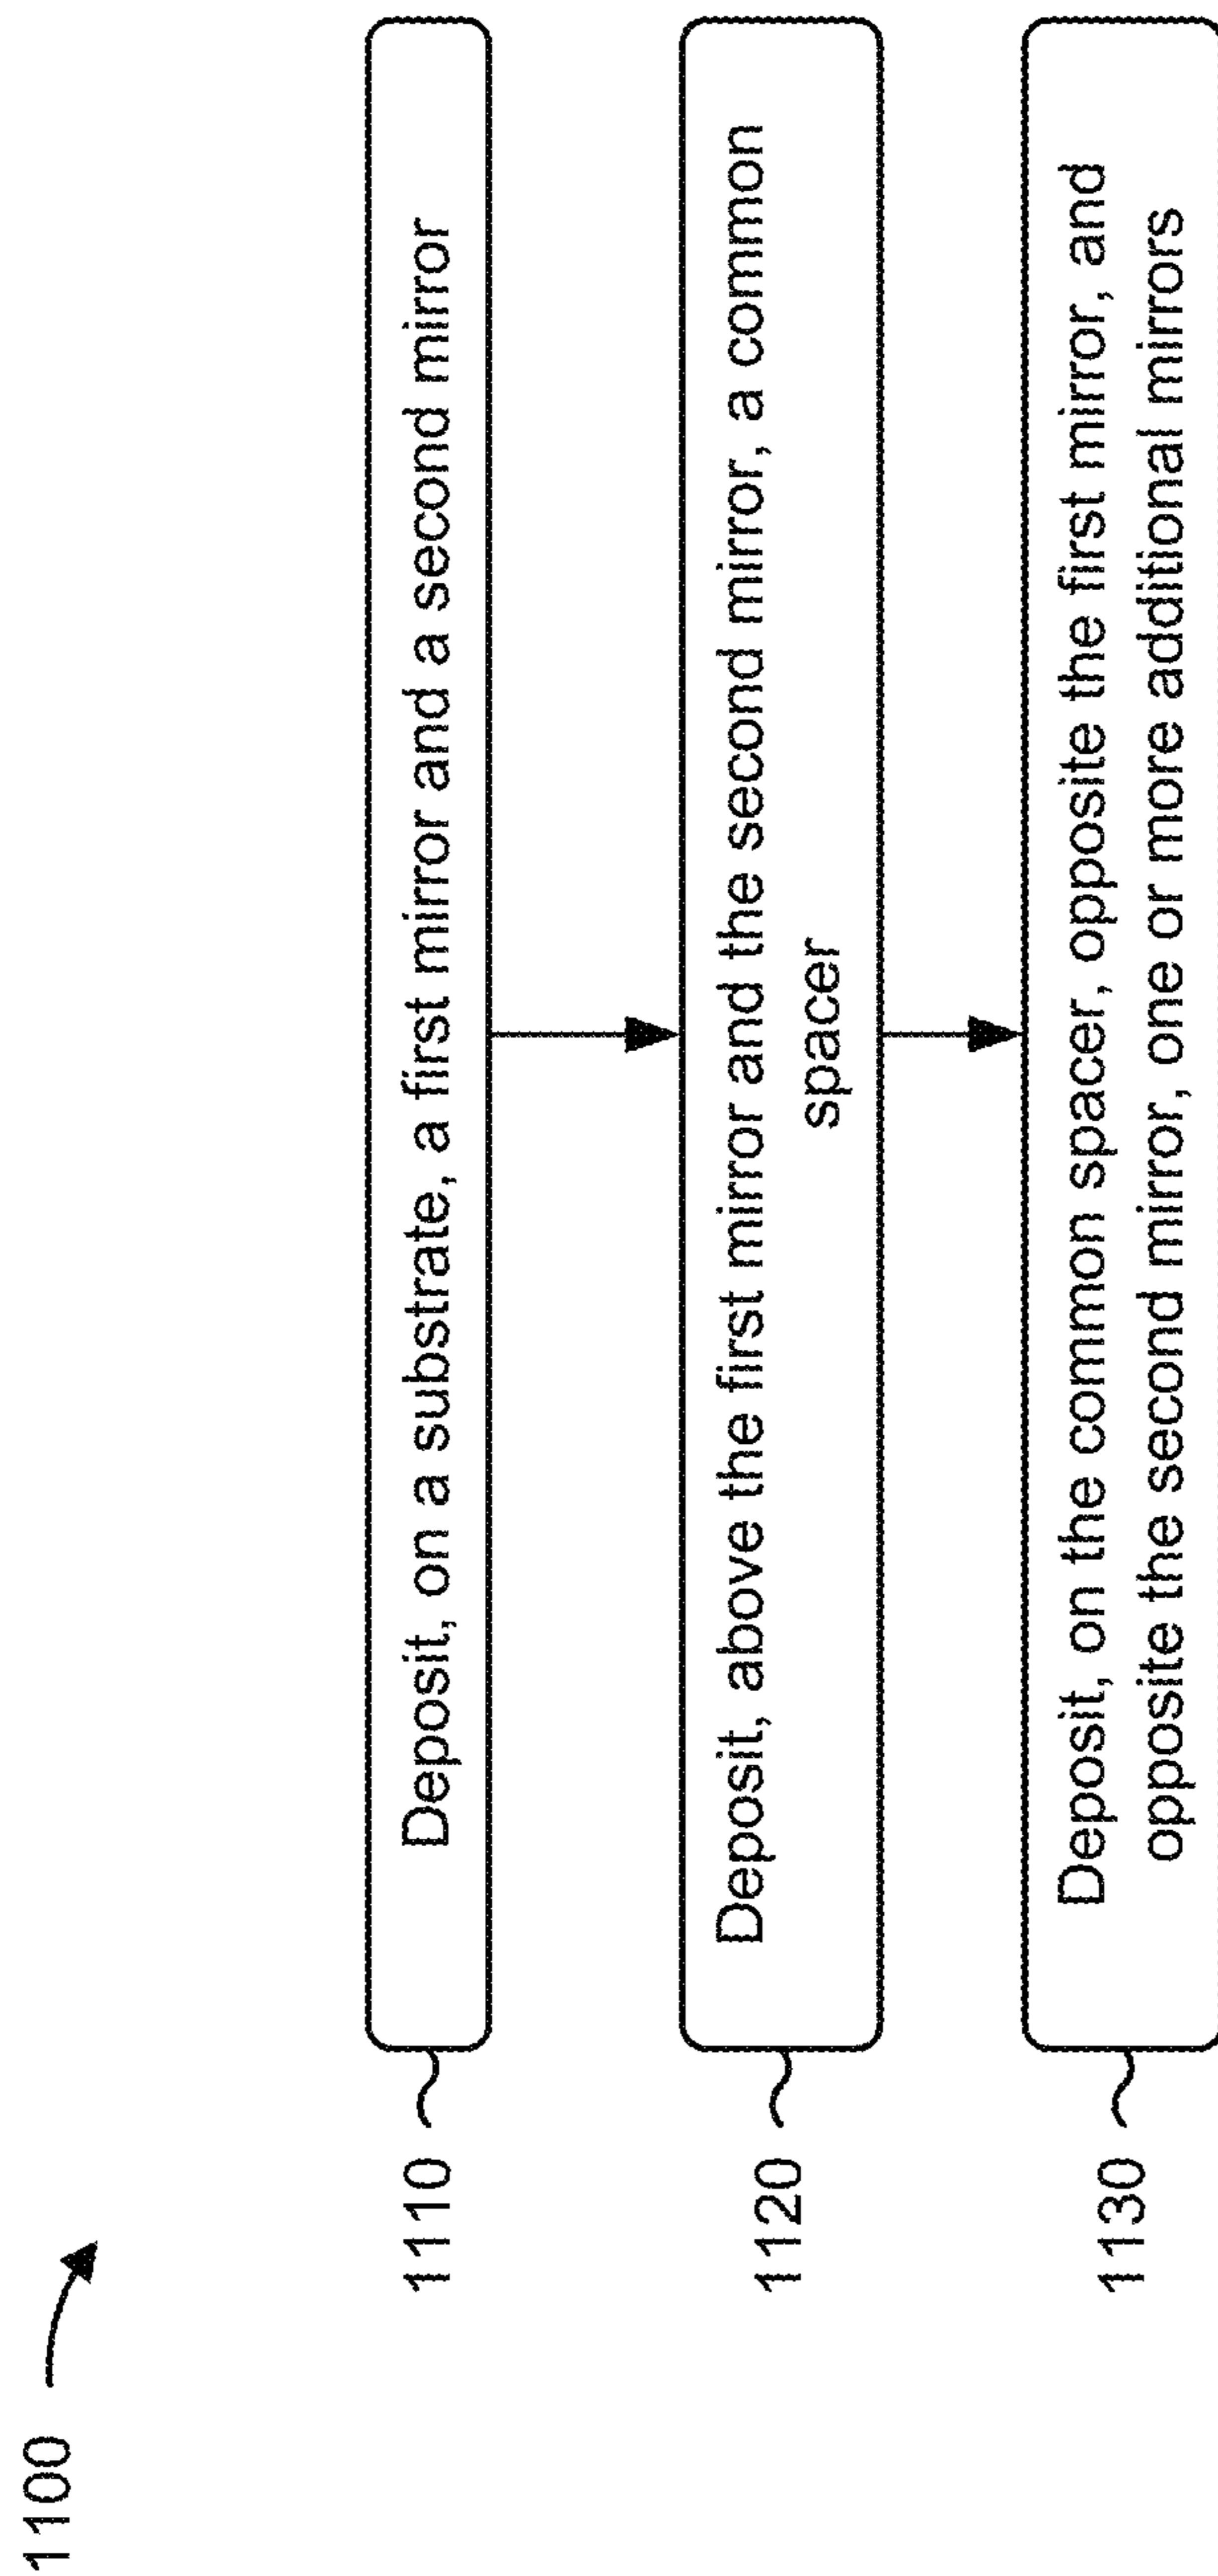 1100
1110
Deposit, on a substrate, a first mirror and a second mirror
1120
Deposit, above the first mirror and the second mirror, a common
spacer
1130
Deposit, on the common spacer, opposite the first mirror, and
opposite the second mirror, one or more additional mirrors